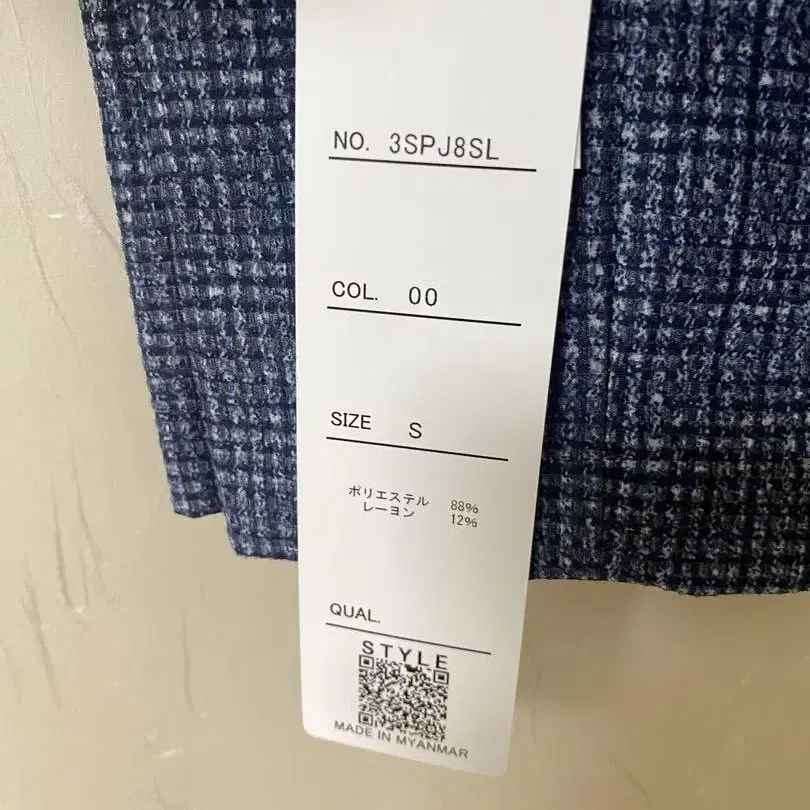 NO. 3SPJ8SL
COL. 00
SIZE S
ポリエステル 88%
レーヨン 12%
QUAL.
STYLE
MADE IN MYANMAR